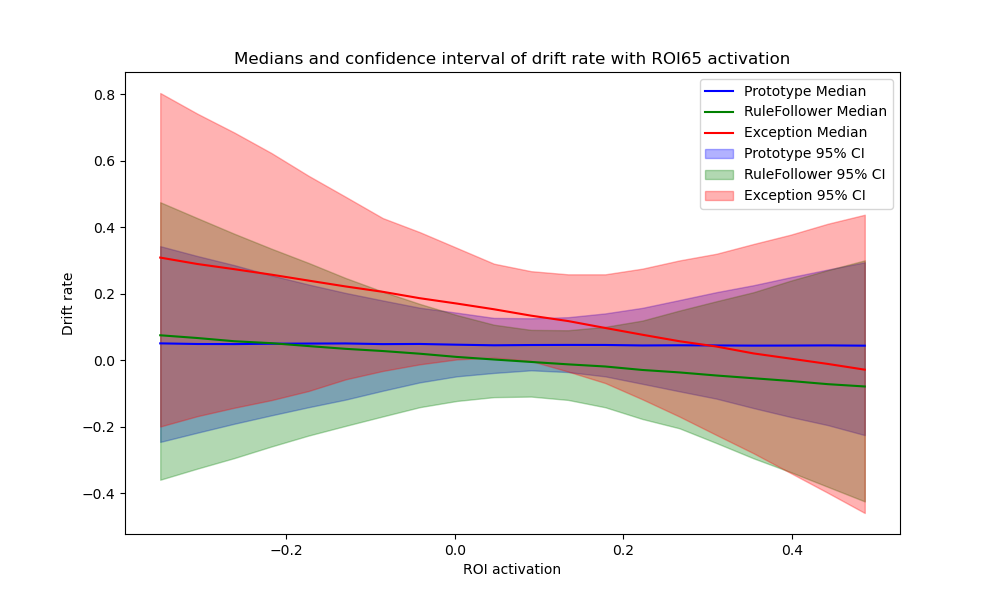 Medians and confidence interval of drift rate with ROI65 activation
Prototype Median
RuleFollower Median
Exception Median
Prototype 95% CI
RuleFollower 95% CI
Exception 95% CI
Drift rate
0.8
0.6
0.4
0.2
0.0
−0.2
−0.4
−0.2
0.0
0.2
0.4
ROI activation